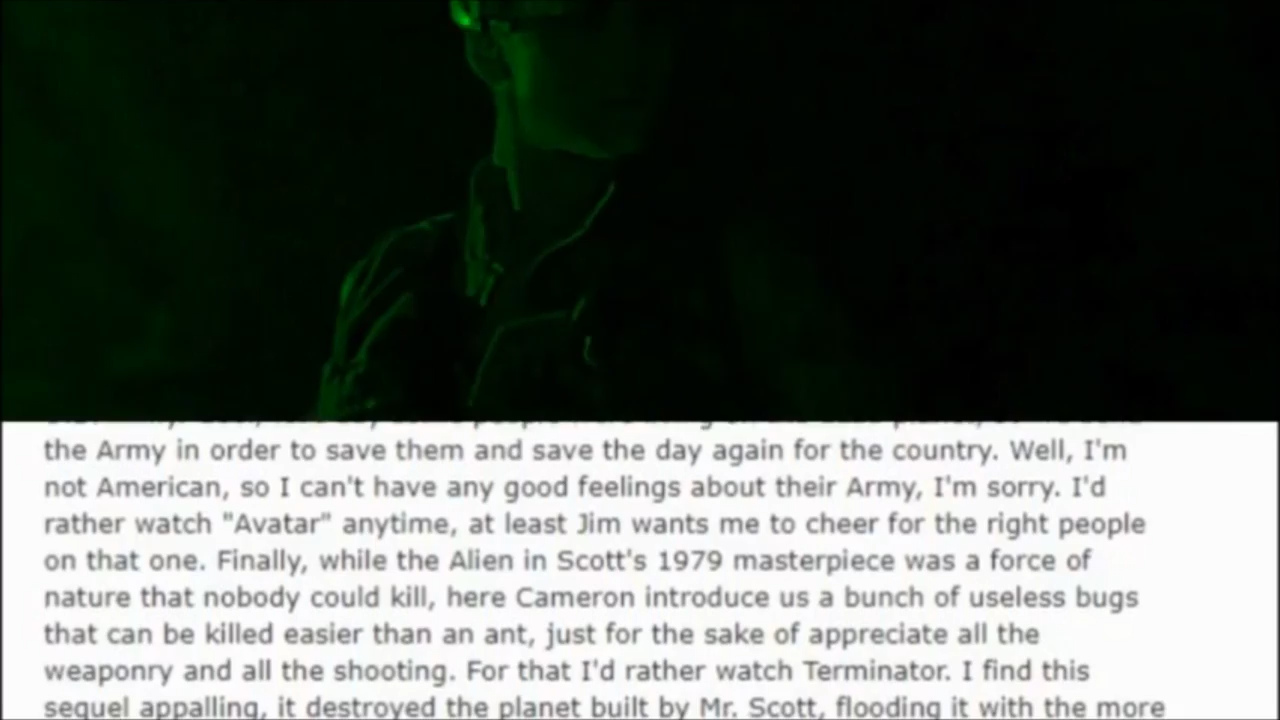 the Army in order to save them and save the day again for the country. Well, I'm
not American, so I can't have any good feelings about their Army, I'm sorry. I'd
rather watch "Avatar" anytime, at least Jim wants me to cheer for the right people
on that one. Finally, while the Alien in Scott's 1979 masterpiece was a force of
nature that nobody could kill, here Cameron introduce us a bunch of useless bugs
that can be killed easier than an ant, just for the sake of appreciate all the
weaponry and all the shooting. For that I'd rather watch Terminator. I find this
sequel appalling, it destroyed the planet built by Mr. Scott, flooding it with the more